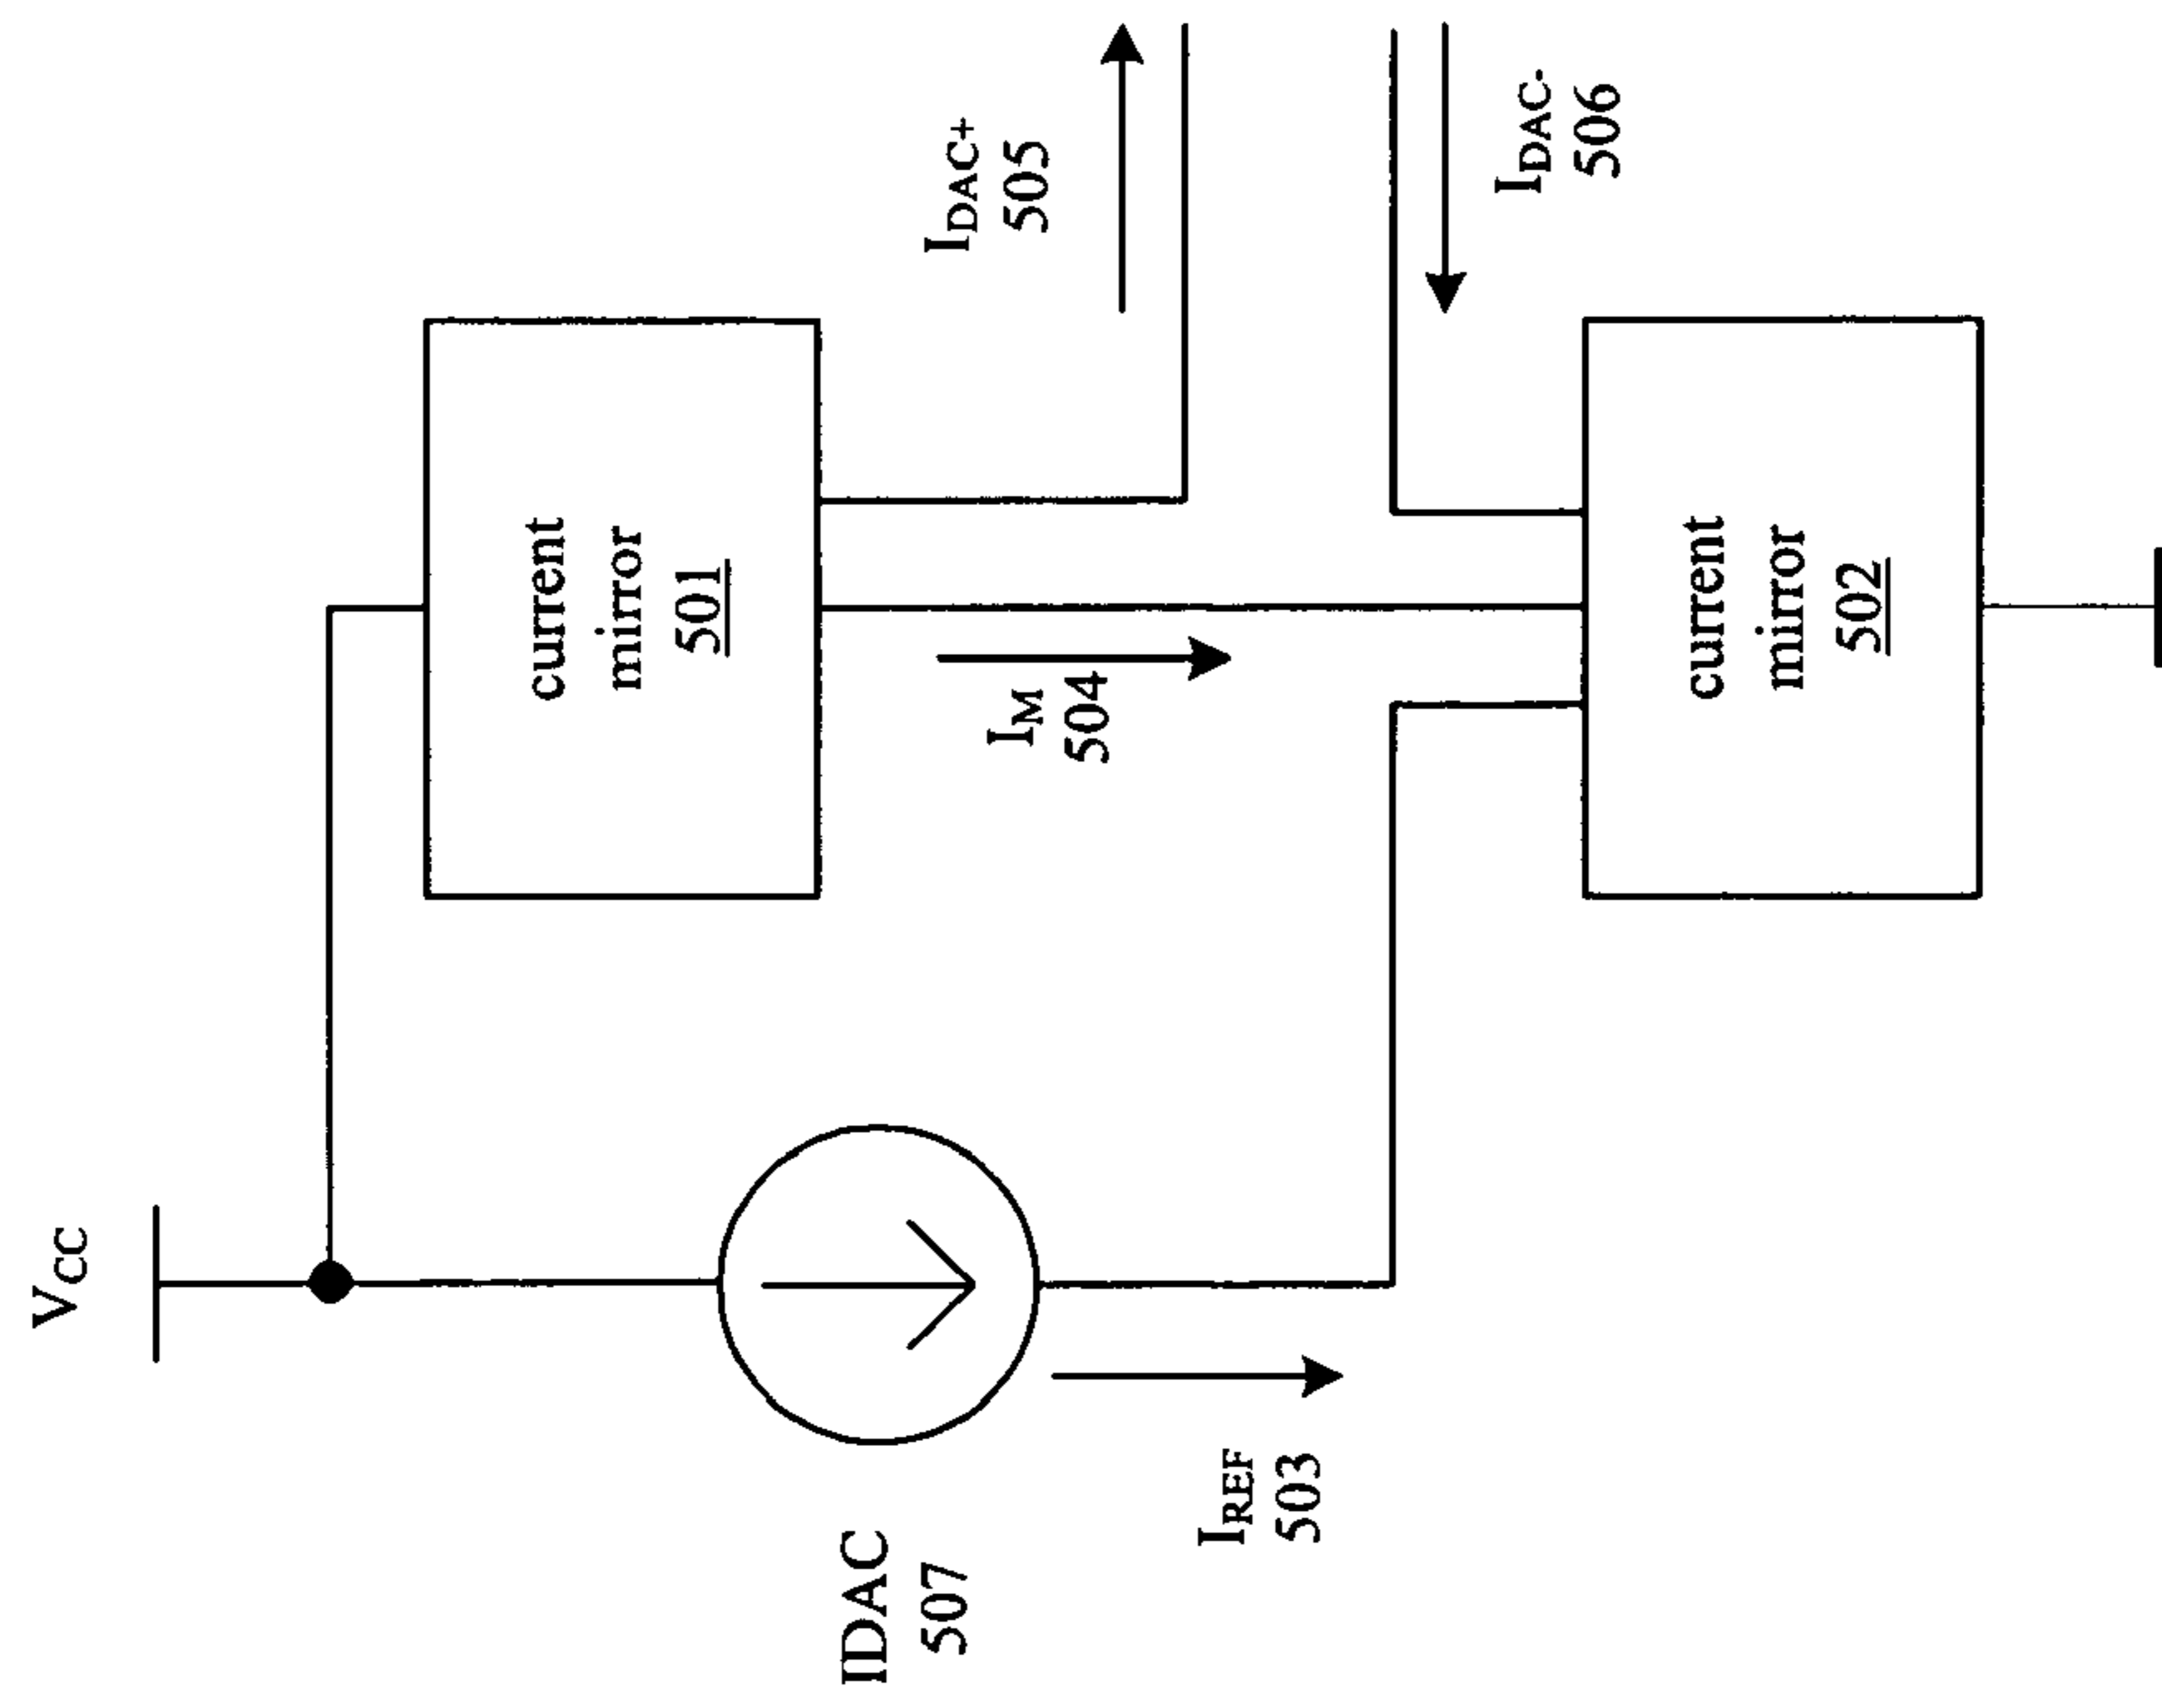 VCC
IDAC
507
IREF
503
current
mirror
501
IM
504
IDAC+
505
IDAC-
506
current
mirror
502